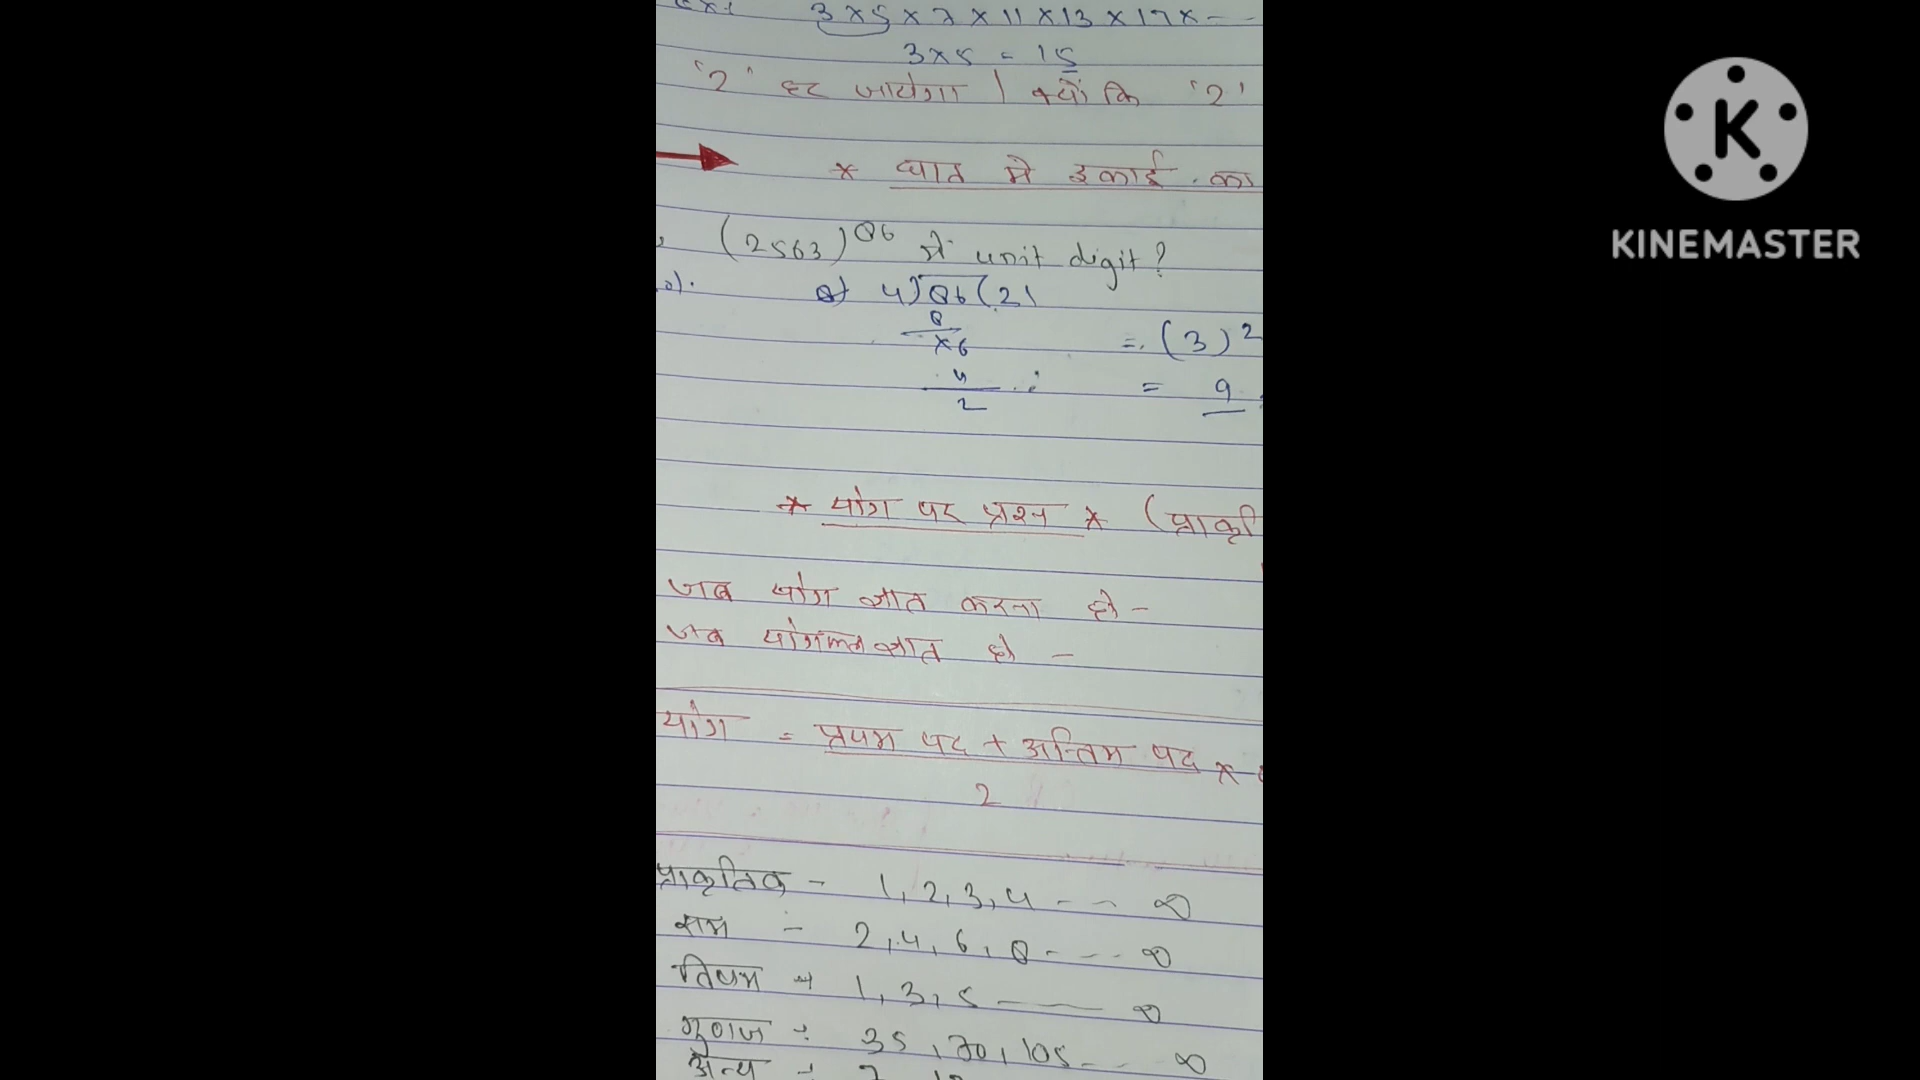 3 × 5 × 7 × 11 × 13 × 17 × - -
3 × 5 = 15
'2' हट जायेगा | क्यों कि '2'
* घात मे इकाई का
(2563)^86 में unit digit?
4)86(21
8
×6
4
2
= (3)²
= 9
* योग पर प्रश्न * (प्राकृ
जब योग ज्ञात करना हो -
जब योगफल ज्ञात हो -
योग = प्रथम पद + अन्तिम पद ×
2
प्राकृतिक - 1, 2, 3, 4 - - ∞
सम - 2, 4, 6, 8 - - - ∞
विषम → 1, 3, 5 — ∞
गुणज : 35, 70, 105 - - ∞
अन्य
KINEMASTER